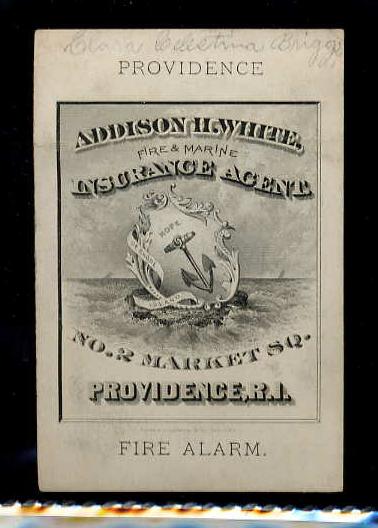 Clara Celestina Briggs
PROVIDENCE
ADDISON H. WHITE,
FIRE & MARINE
INSURANCE AGENT.
HOPE
NO. 2 MARKET SQ.
PROVIDENCE, R.I.
FIRE ALARM.